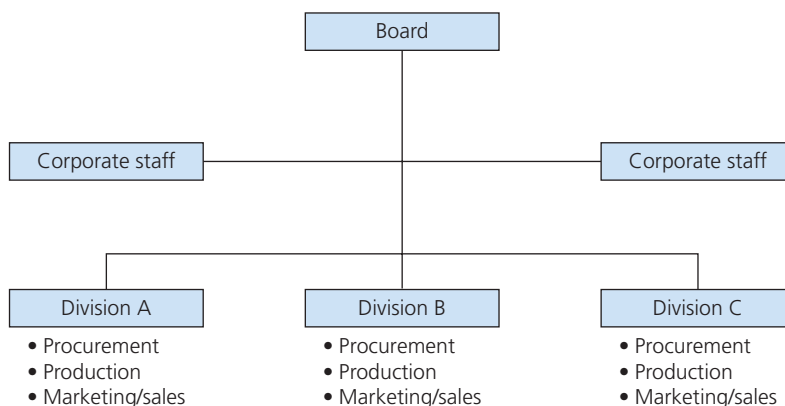 Board
Corporate staff
Corporate staff
Division A
• Procurement
• Production
• Marketing/sales
Division B
• Procurement
• Production
• Marketing/sales
Division C
• Procurement
• Production
• Marketing/sales